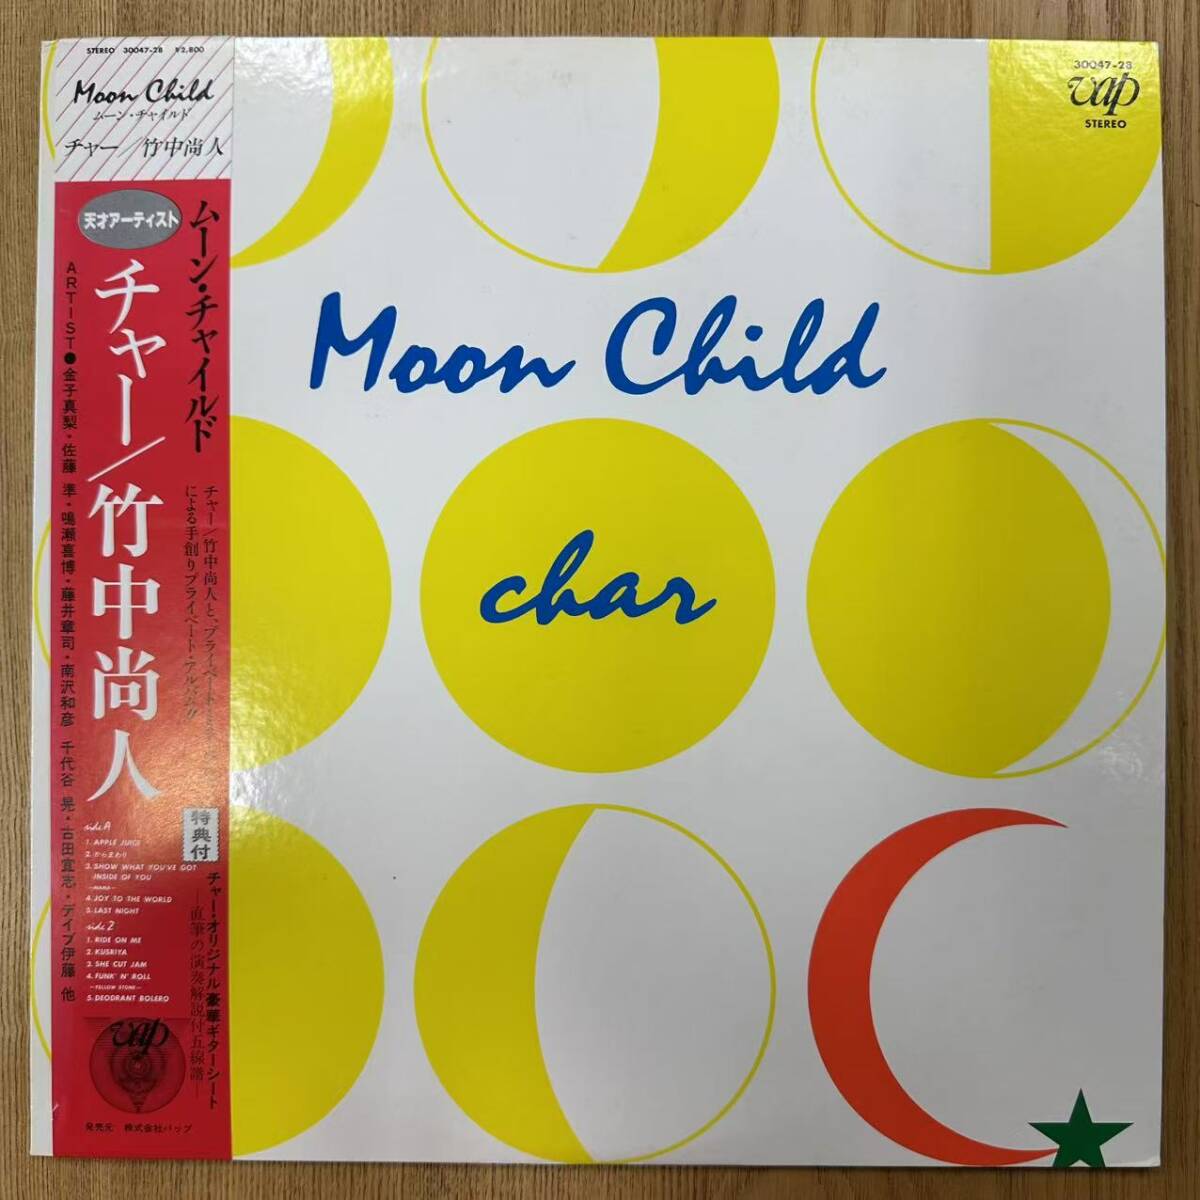 STEREO 30047-28 ¥2,800
Moon Child
ムーン・チャイルド
チャー/竹中尚人
天才アーティスト
ムーン・チャイルド
チャー/竹中尚人
ARTIST●金子真梨・佐藤 準・鳴瀬喜博・藤井章司・南沢和彦 千代谷 晃・古田宜志・デイブ伊藤 他
チャー/竹中尚人と、プライベート
による手創りプライベート・アルバム!!
特典付
チャー・オリジナル豪華ギターシート
—直筆の演奏解説付五線譜—
side A
1. APPLE JUICE
2. からまわり
3. SHOW WHAT YOU'VE GOT
INSIDE OF YOU
—NANA—
4. JOY TO THE WORLD
5. LAST NIGHT
side 2
1. RIDE ON ME
2. KUSRIYA
3. SHE CUT JAM
4. FUNK' N' ROLL
—YELLOW STONE—
5. DEODRANT BOLERO
vap
発売元 株式会社バップ
30047-28
vap
STEREO
Moon Child
char